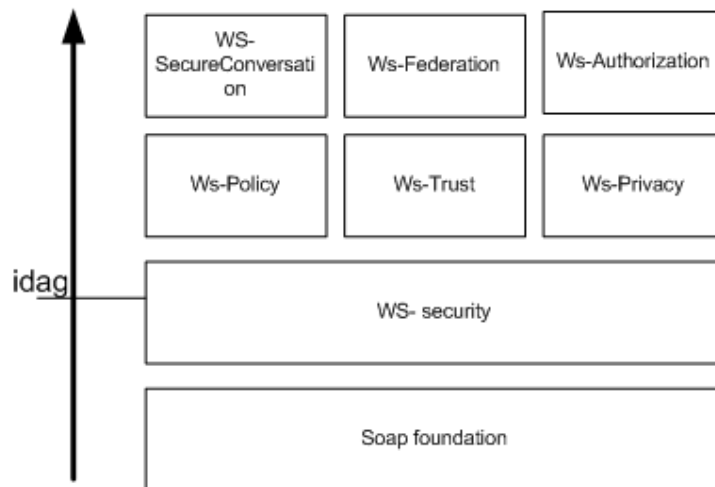 WS-
SecureConversati
on
Ws-Federation
Ws-Authorization
Ws-Policy
Ws-Trust
Ws-Privacy
idag
WS- security
Soap foundation